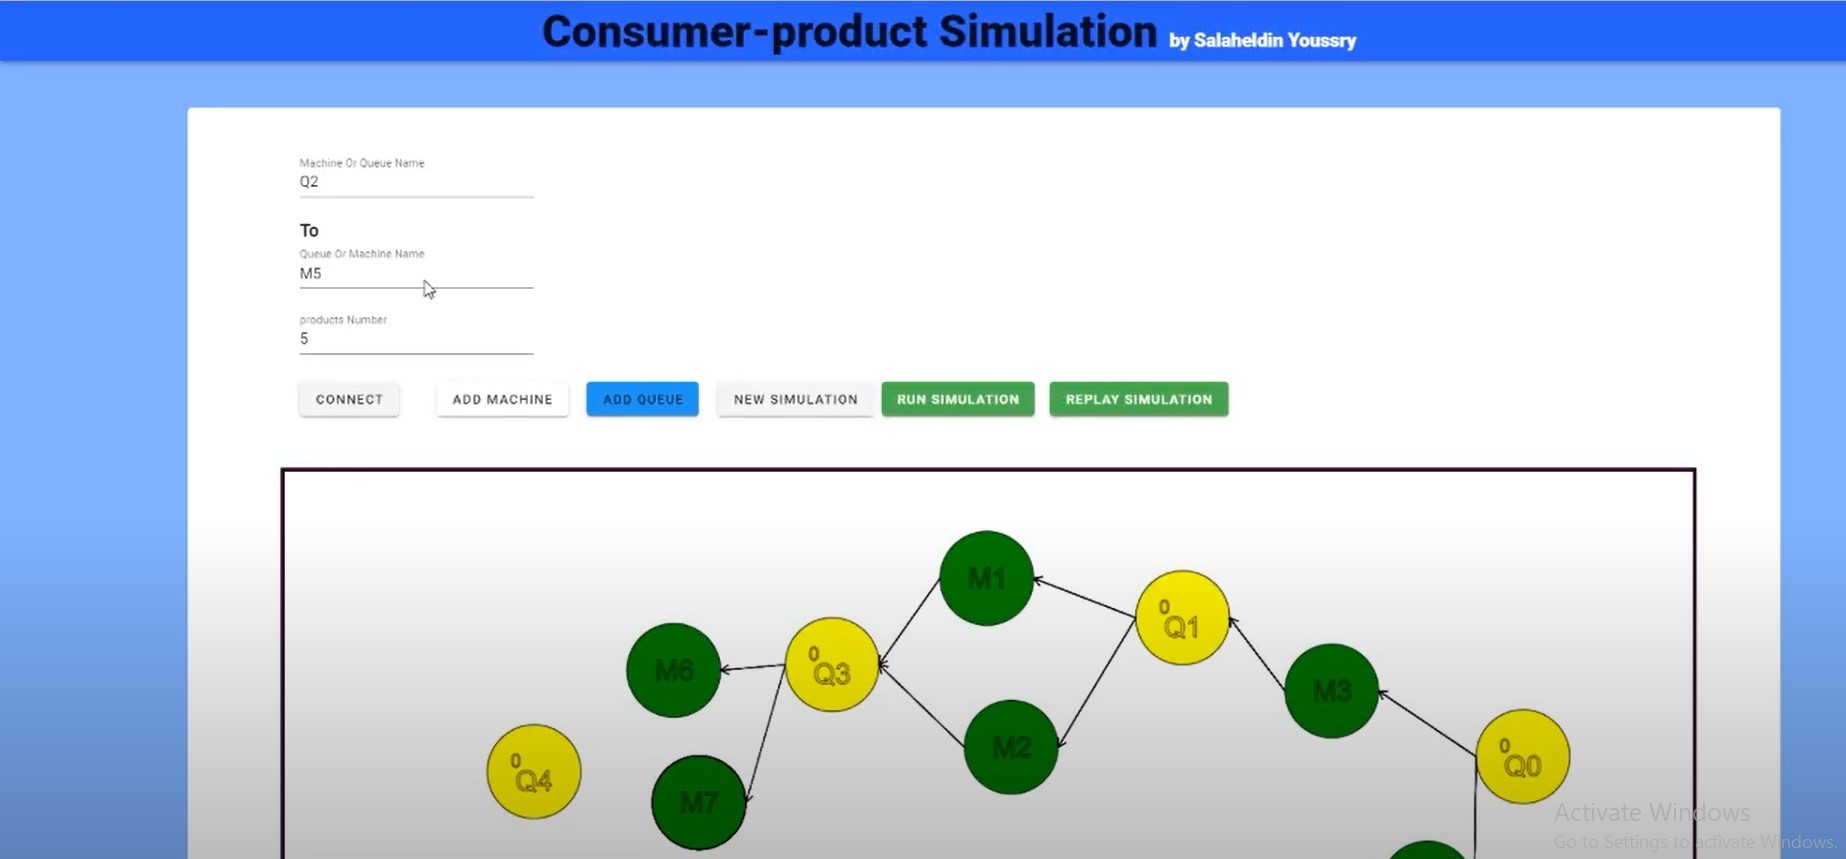 Consumer-product Simulation by Salaheldin Youssry
Machine Or Queue Name
Q2
To
Queue Or Machine Name
M5
products Number
5
CONNECT ADD MACHINE ADD QUEUE NEW SIMULATION RUN SIMULATION REPLAY SIMULATION
M1
0
Q1
0
Q3
M6
M3
M2
0
Q0
0
Q4
M7
Activate Windows
Go to Settings to activate Windows.